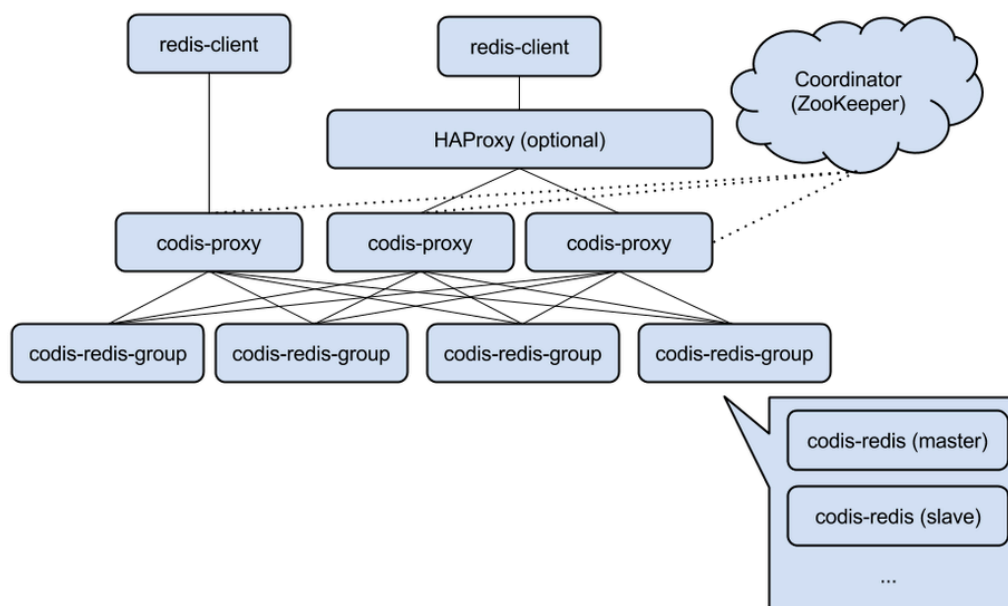 redis-client
redis-client
Coordinator
(ZooKeeper)
HAProxy (optional)
codis-proxy
codis-proxy
codis-proxy
codis-redis-group
codis-redis-group
codis-redis-group
codis-redis-group
codis-redis (master)
codis-redis (slave)
...